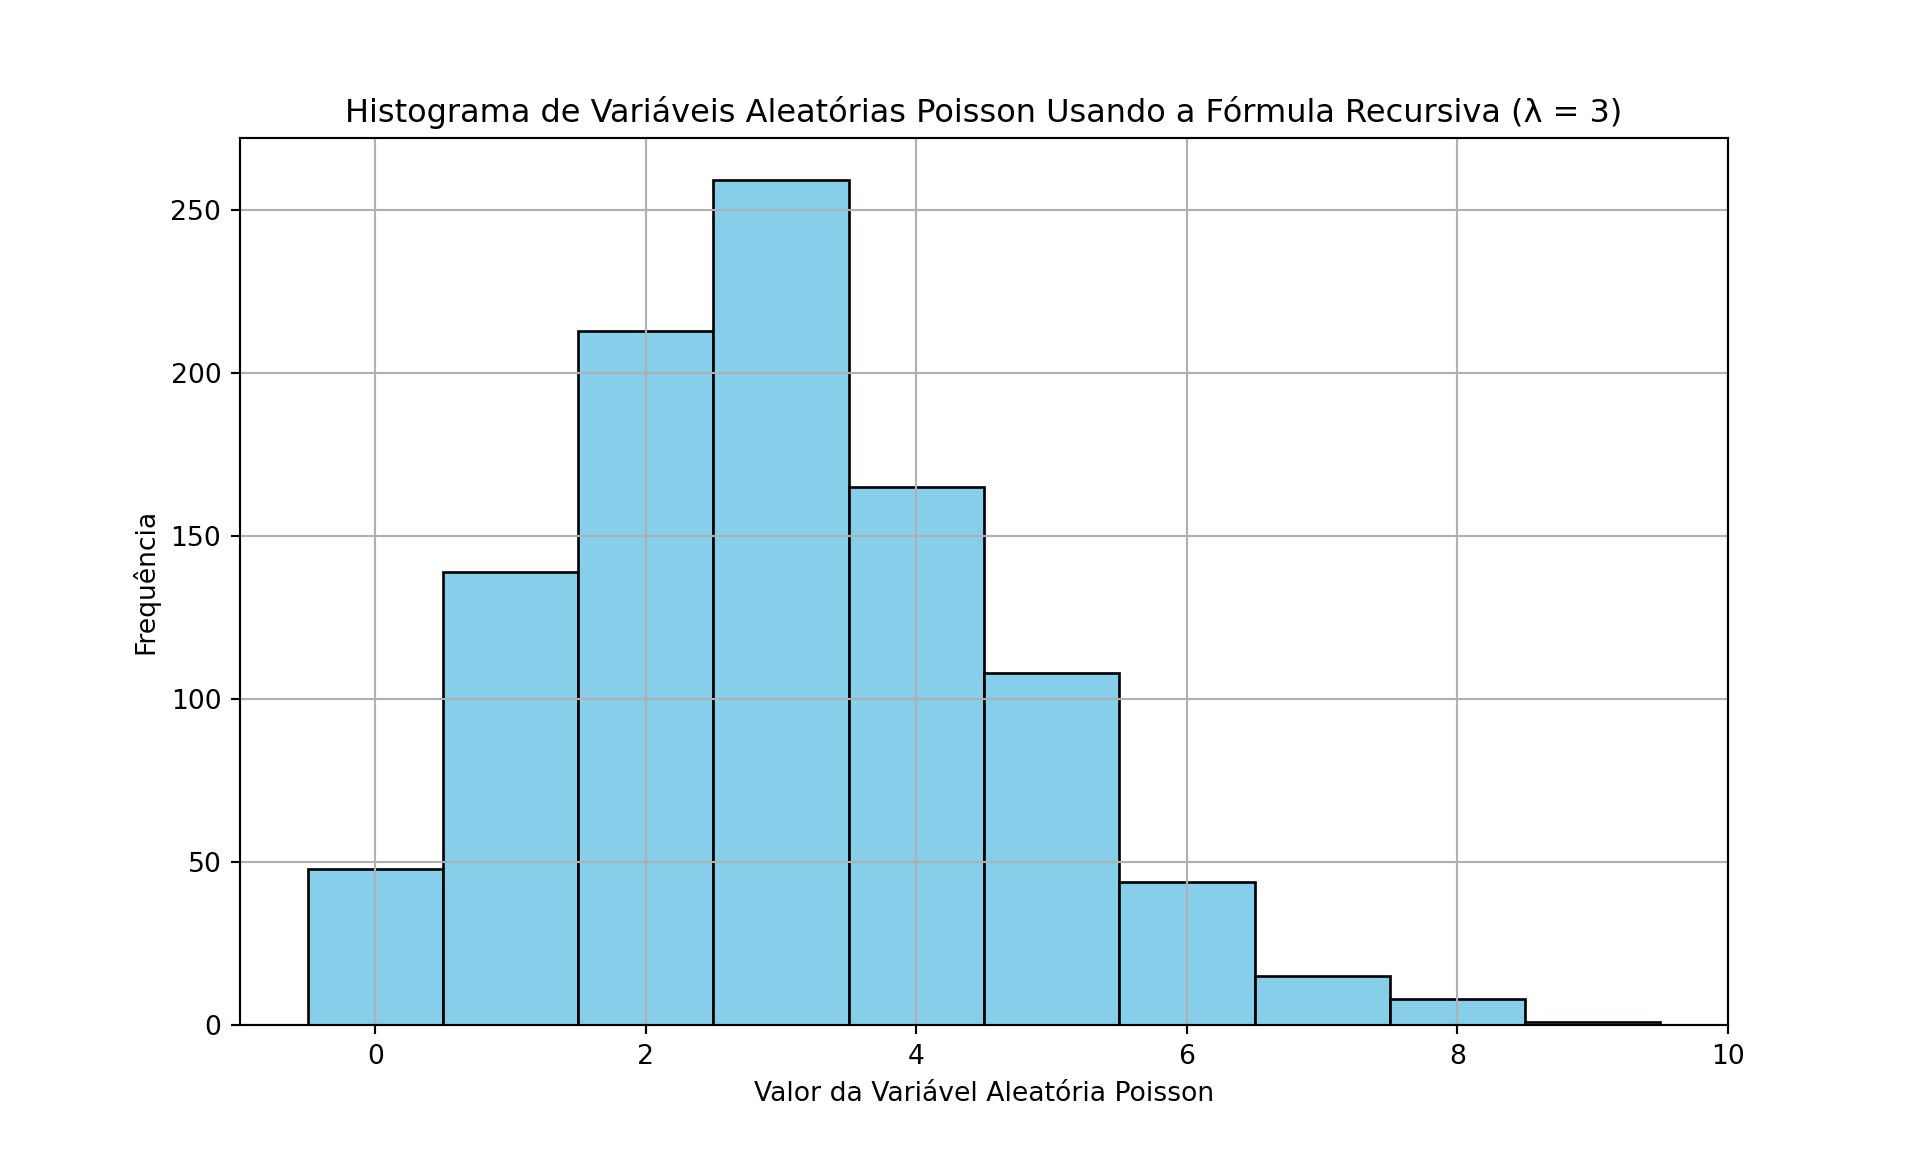 Histograma de Variáveis Aleatórias Poisson Usando a Fórmula Recursiva (λ = 3)
250
200
150
100
50
0
Frequência
0 2 4 6 8 10
Valor da Variável Aleatória Poisson